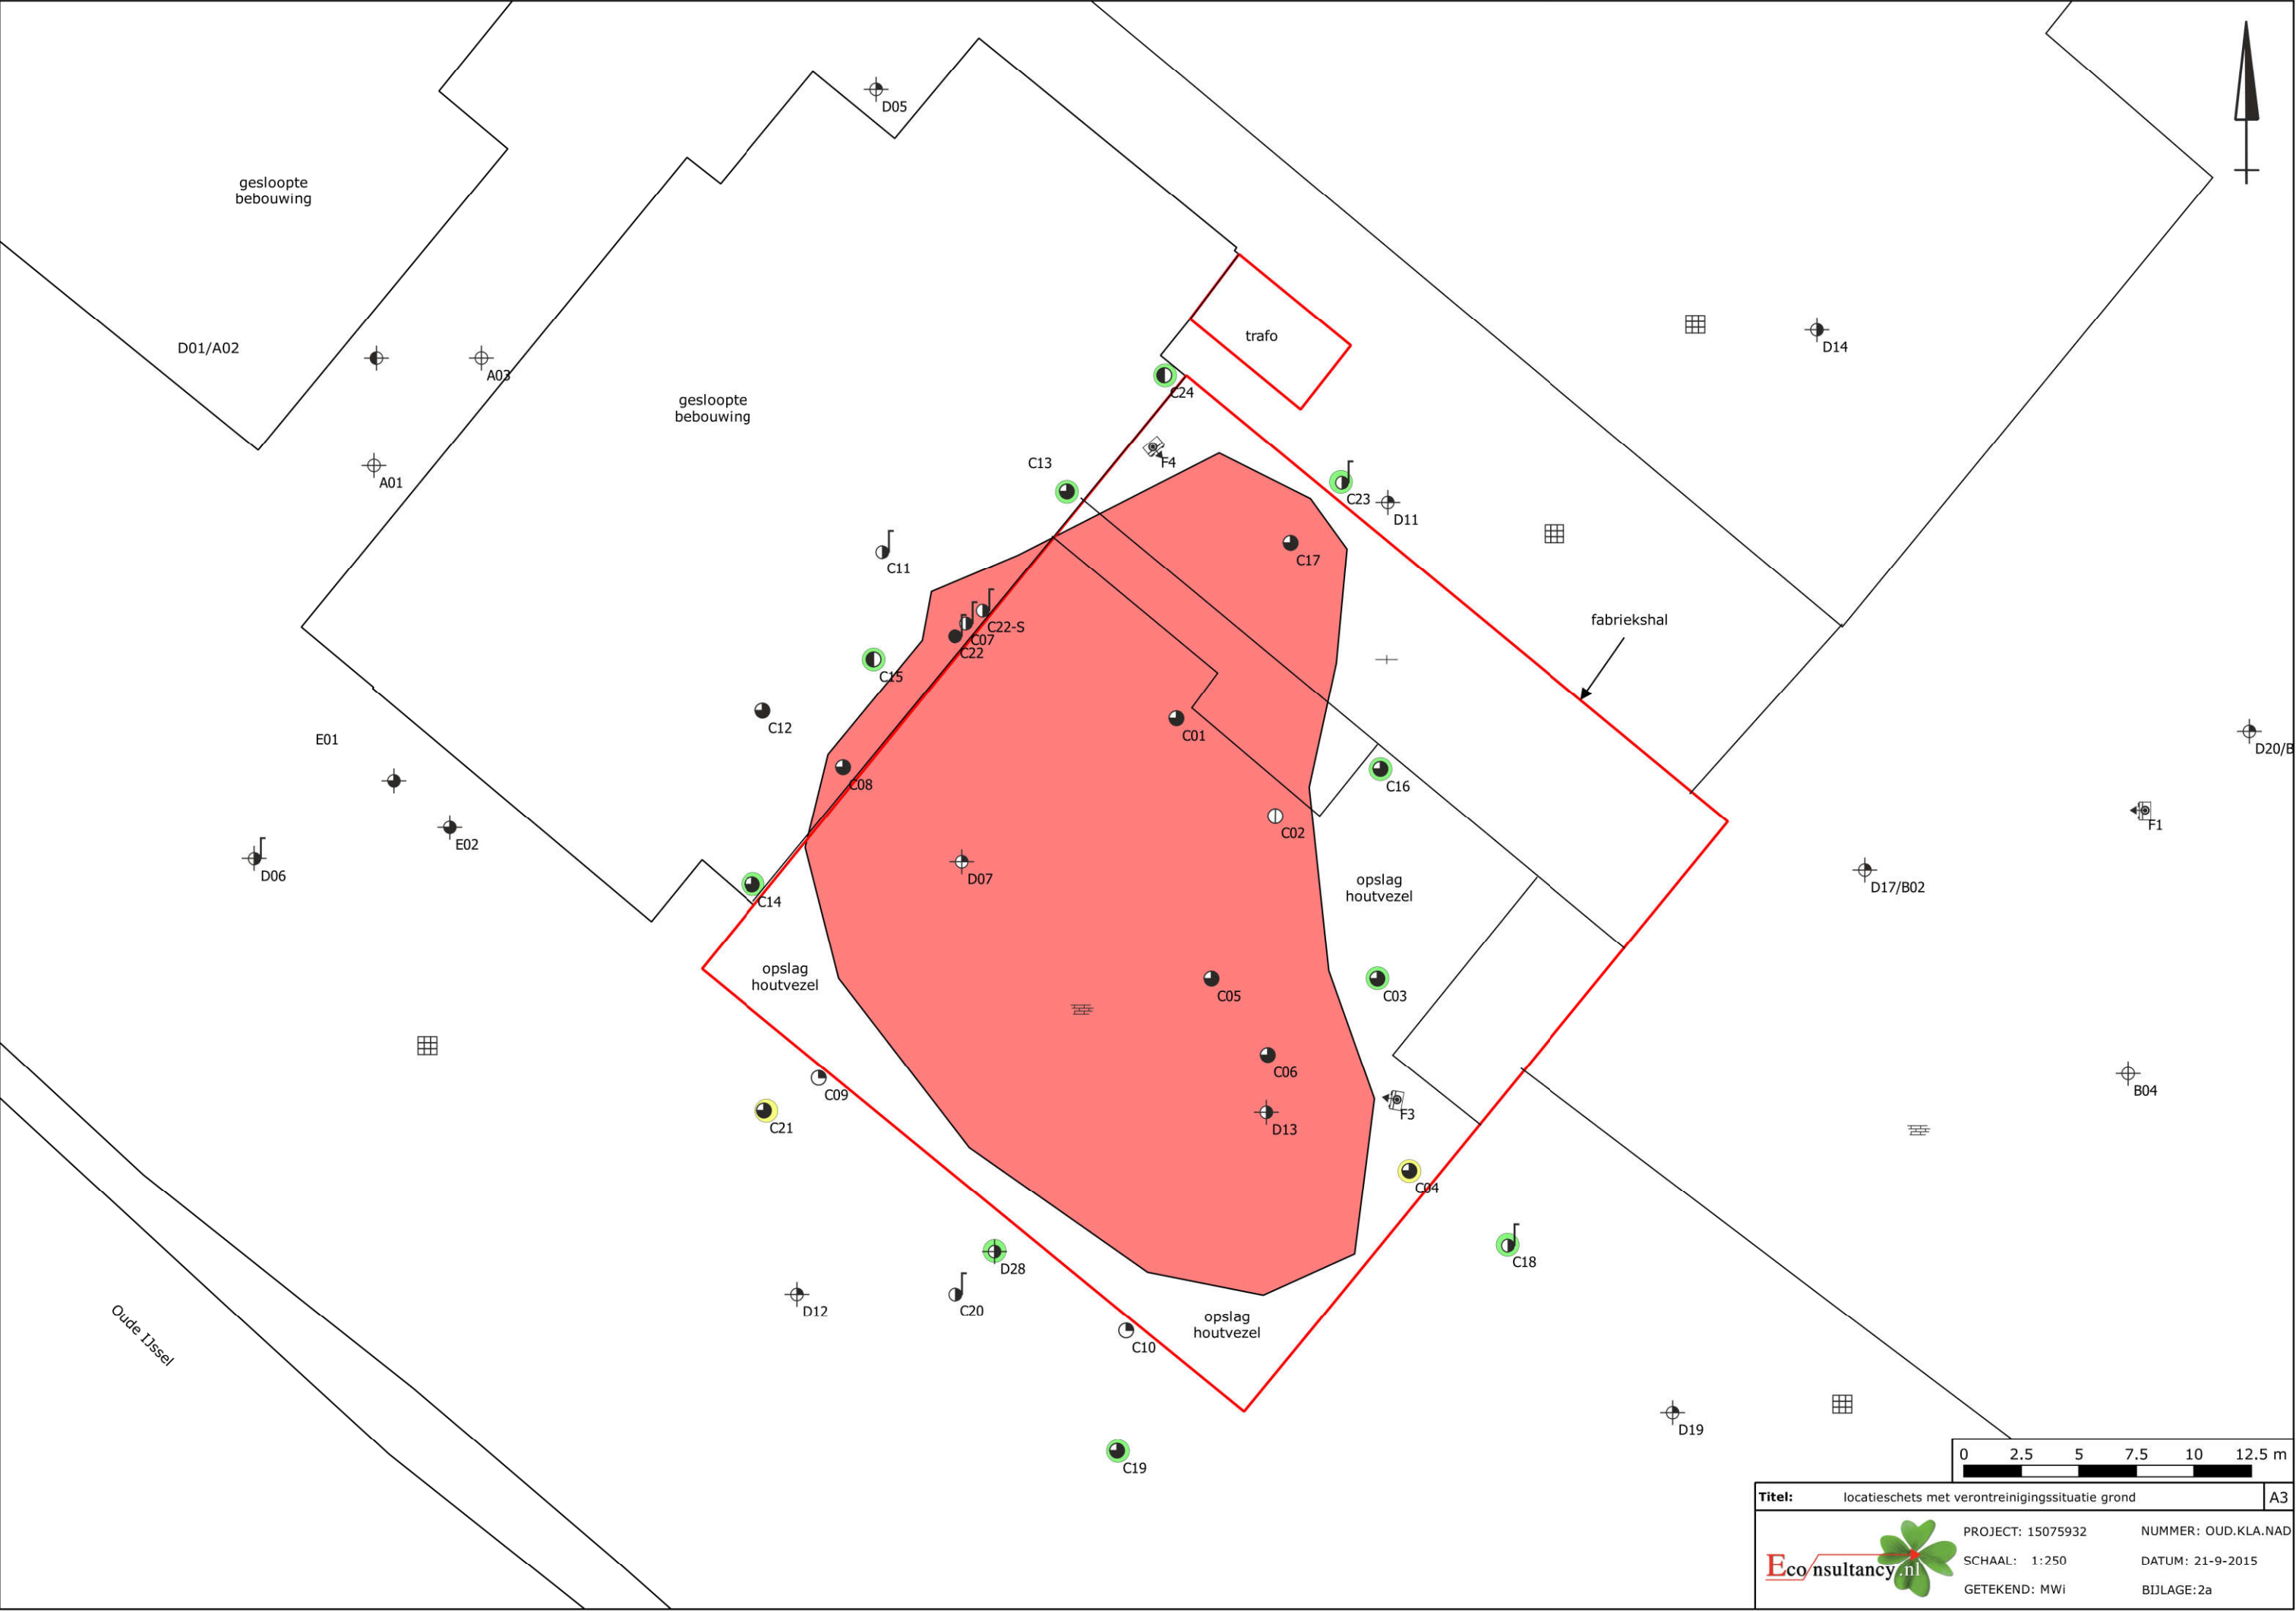 D05
gesloopte
bebouwing
D01/A02
A03
trafo
D14
C24
gesloopte
bebouwing
F4
C13
A01
C23
D11
C17
C11
fabriekshal
C22-S
C07
C22
C15
C12
C01
E01
D20/B
C08
C16
F1
C02
E02
D06
D07
opslag
houtvezel
D17/B02
C14
opslag
houtvezel
C05
C03
C06
C09
B04
C21
D13
F3
C04
D28
C18
D12
C20
opslag
houtvezel
Oude IJssel
C10
D19
C19
0 2.5 5 7.5 10 12.5 m
Titel: locatieschets met verontreinigingssituatie grond A3
Econsultancy.nl
PROJECT: 15075932 NUMMER: OUD.KLA.NAD
SCHAAL: 1:250 DATUM: 21-9-2015
GETEKEND: MWi BIJLAGE:2a